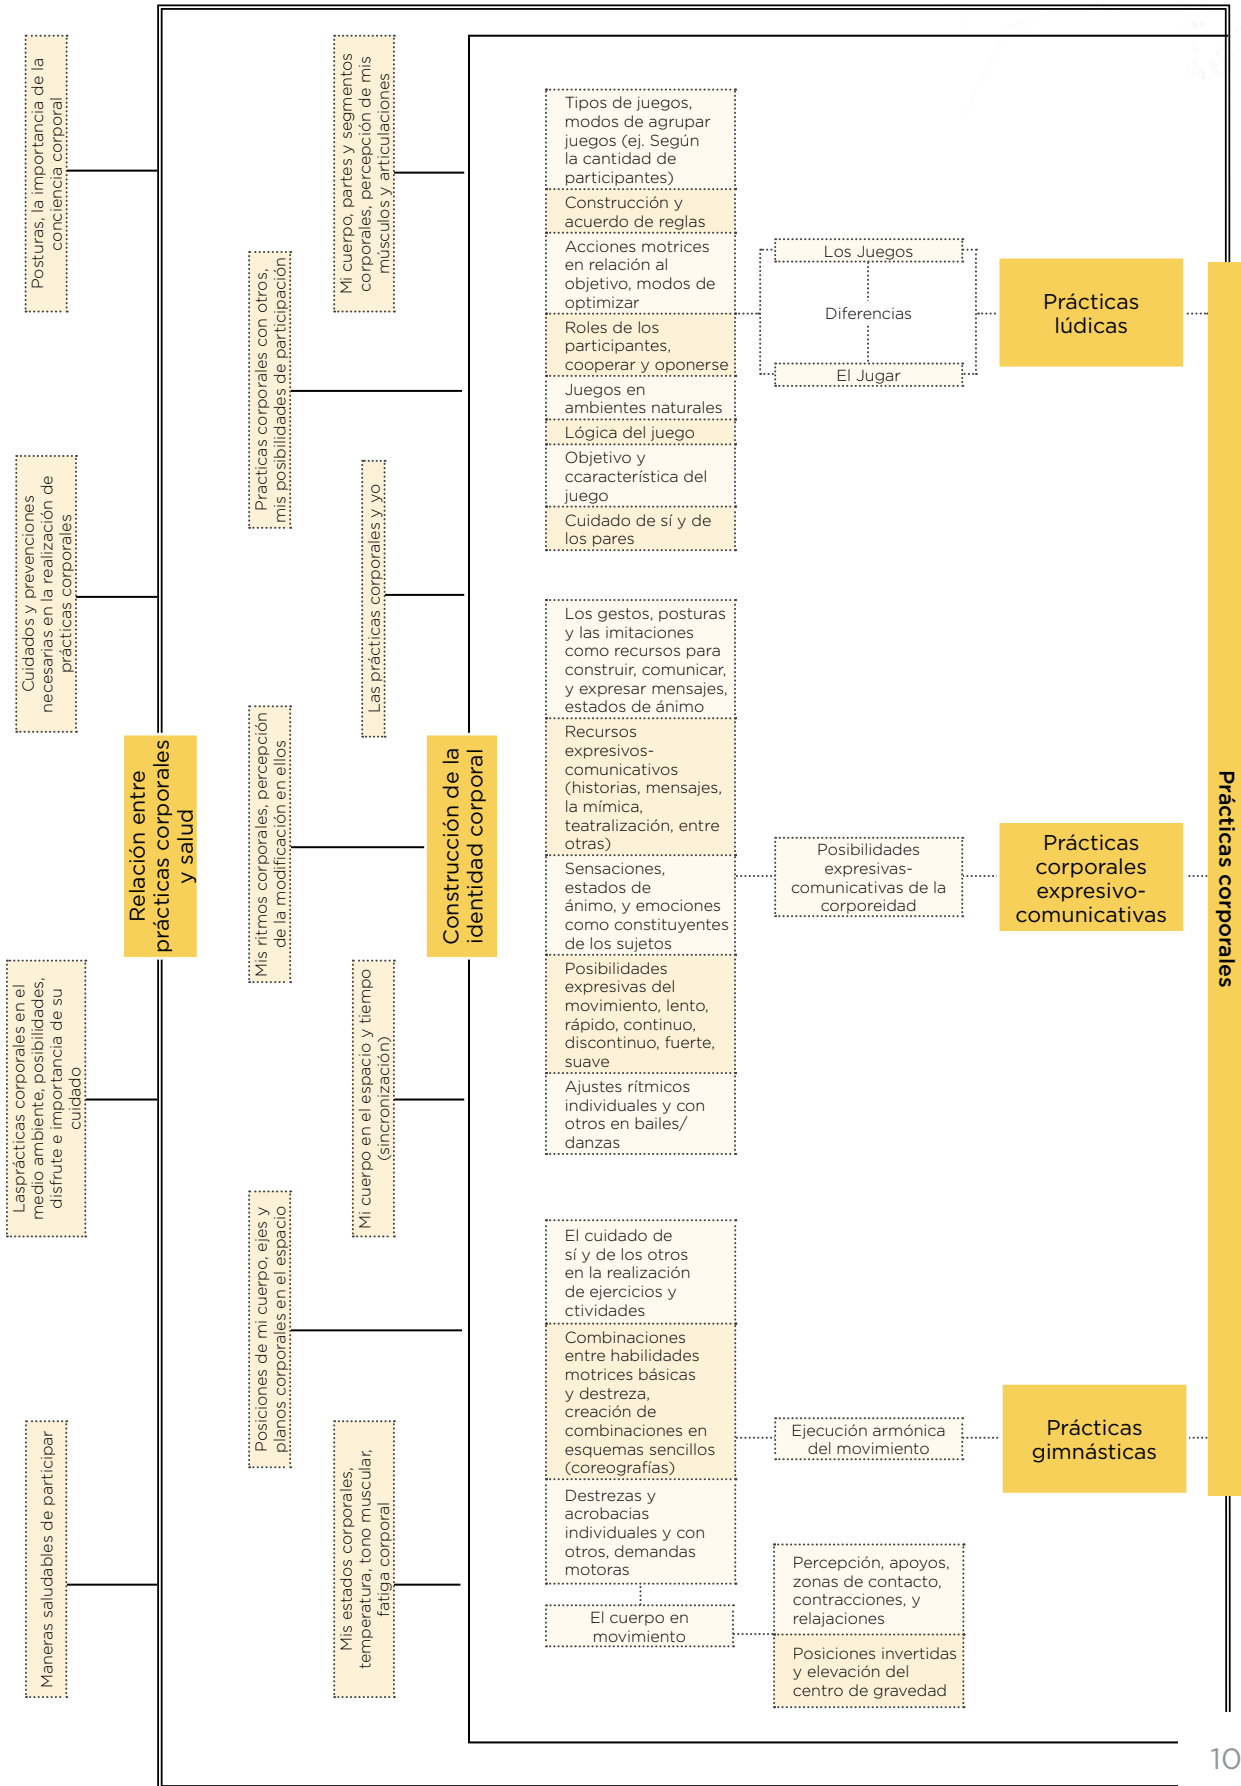 Posturas, la importancia de la
conciencia corporal
Cuidados y prevenciones
necesarias en la realización de
prácticas corporales
Relación entre
prácticas corporales
y salud
Lasprácticas corporales en el
medio ambiente, posibilidades,
disfrute e importancia de su
cuidado
Maneras saludables de participar
Mi cuerpo, partes y segmentos
corporales, percepción de mis
músculos y articulaciones
Practicas corporales con otros,
mis posibilidades de participación
Las prácticas corporales y yo
Mis ritmos corporales, percepción
de la modificación en ellos
Construcción de la
identidad corporal
Mi cuerpo en el espacio y tiempo
(sincronización)
Posiciones de mi cuerpo, ejes y
planos corporales en el espacio
Mis estados corporales,
temperatura, tono muscular,
fatiga corporal
Tipos de juegos,
modos de agrupar
juegos (ej. Según
la cantidad de
participantes)
Construcción y
acuerdo de reglas
Acciones motrices
en relación al
objetivo, modos de
optimizar
Roles de los
participantes,
cooperar y oponerse
Juegos en
ambientes naturales
Lógica del juego
Objetivo y
ccaracterística del
juego
Cuidado de sí y de
los pares
Los Juegos
Diferencias
El Jugar
Prácticas
lúdicas
Los gestos, posturas
y las imitaciones
como recursos para
construir, comunicar,
y expresar mensajes,
estados de ánimo
Recursos
expresivos-
comunicativos
(historias, mensajes,
la mímica,
teatralización, entre
otras)
Sensaciones,
estados de
ánimo, y emociones
como constituyentes
de los sujetos
Posibilidades
expresivas del
movimiento, lento,
rápido, continuo,
discontinuo, fuerte,
suave
Ajustes rítmicos
individuales y con
otros en bailes/
danzas
Posibilidades
expresivas-
comunicativas de la
corporeidad
Prácticas
corporales
expresivo-
comunicativas
Prácticas corporales
El cuidado de
sí y de los otros
en la realización
de ejercicios y
ctividades
Combinaciones
entre habilidades
motrices básicas
y destreza,
creación de
combinaciones en
esquemas sencillos
(coreografías)
Destrezas y
acrobacias
individuales y con
otros, demandas
motoras
El cuerpo en
movimiento
Ejecución armónica
del movimiento
Prácticas
gimnásticas
Percepción, apoyos,
zonas de contacto,
contracciones, y
relajaciones
Posiciones invertidas
y elevación del
centro de gravedad
10